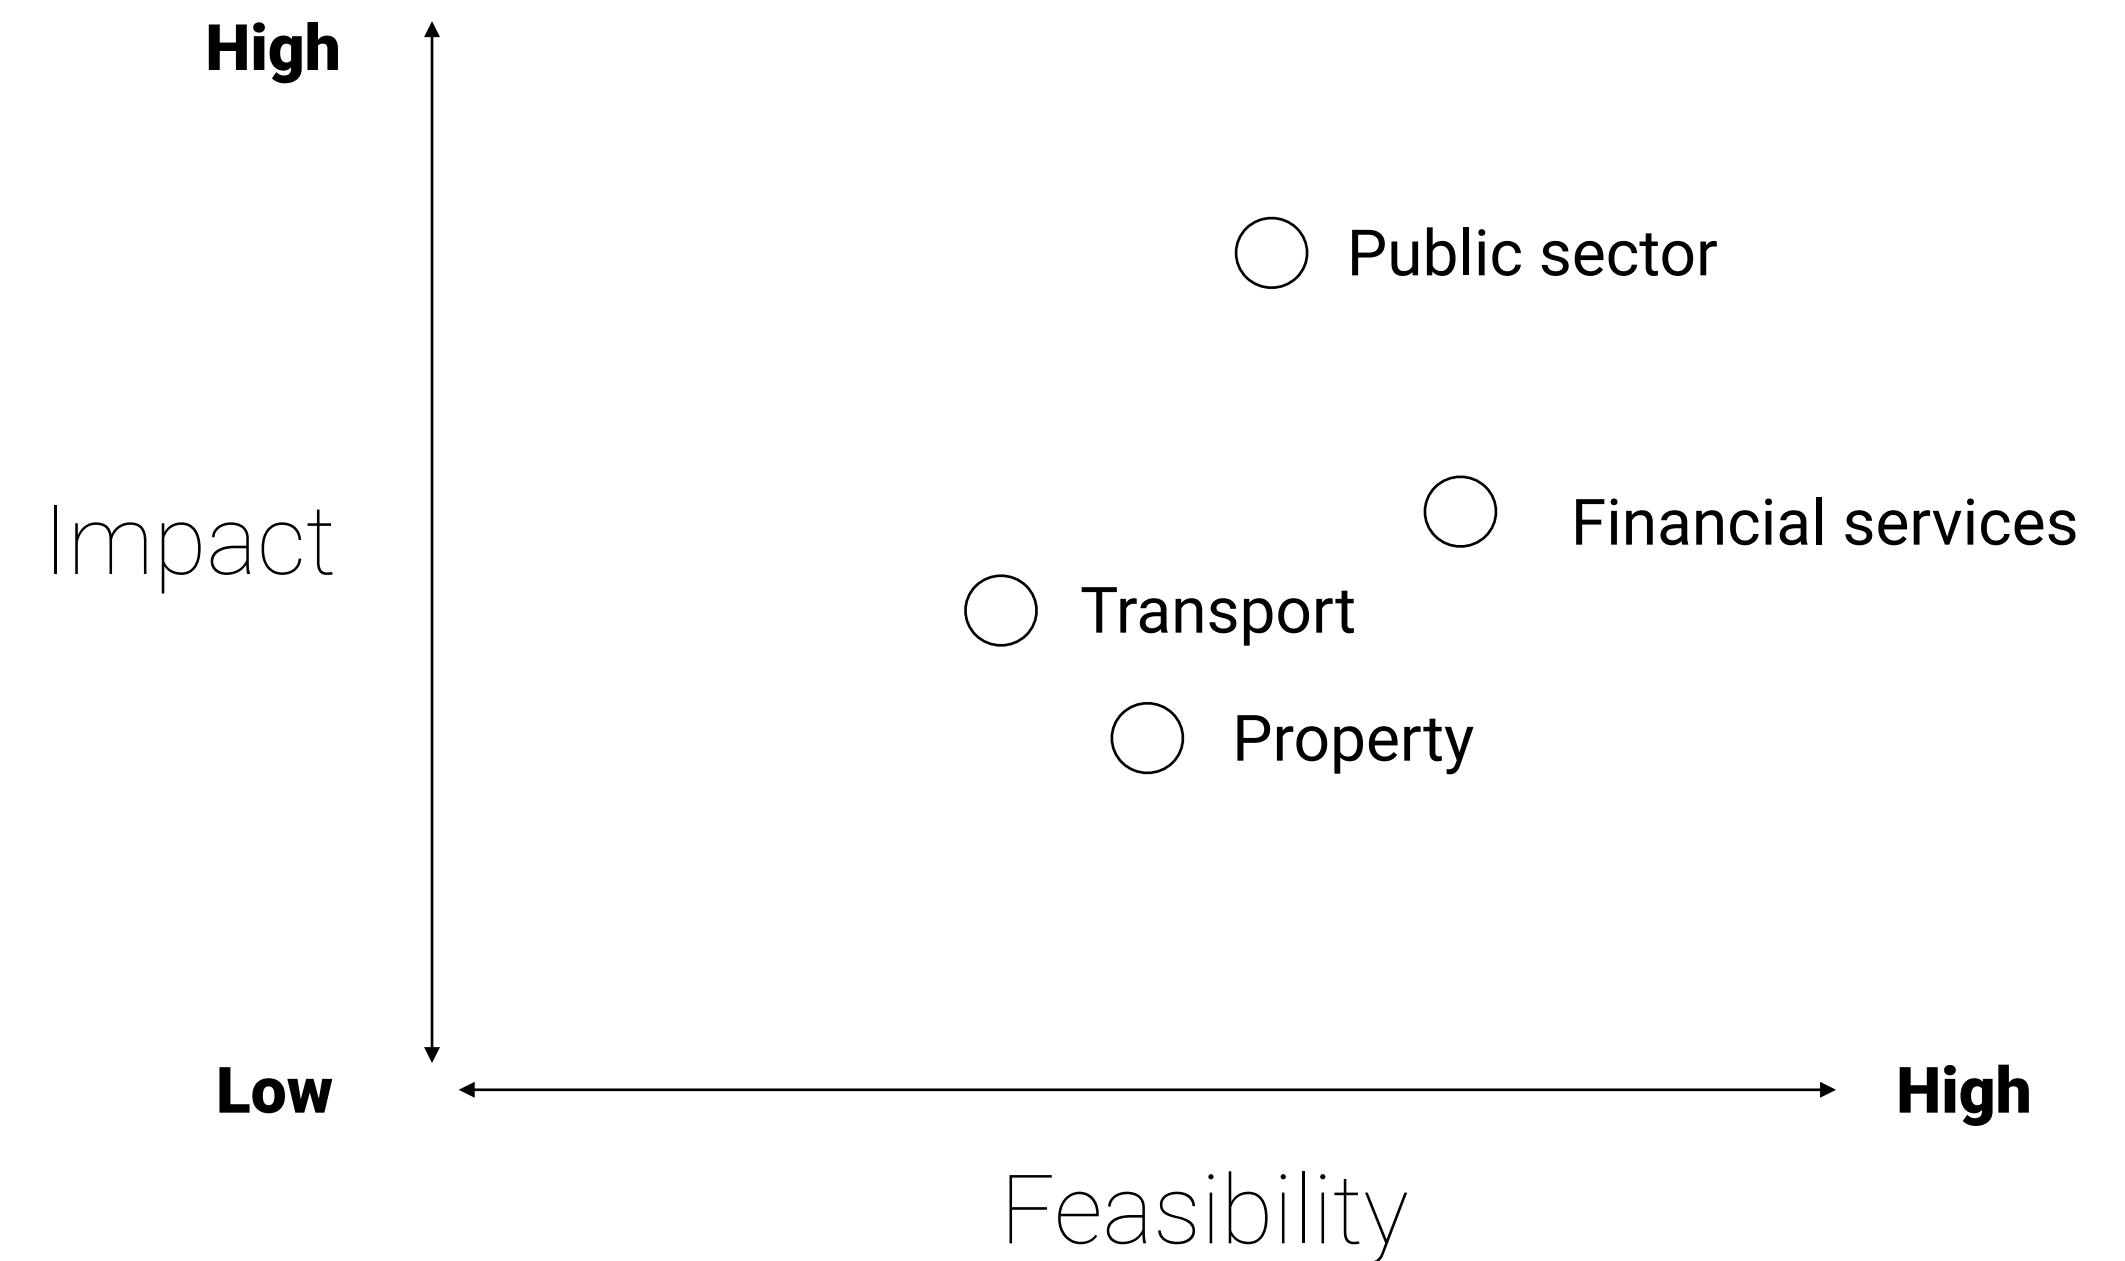 High
Public sector
Financial services
Impact
Transport
Property
Low
High
Feasibility